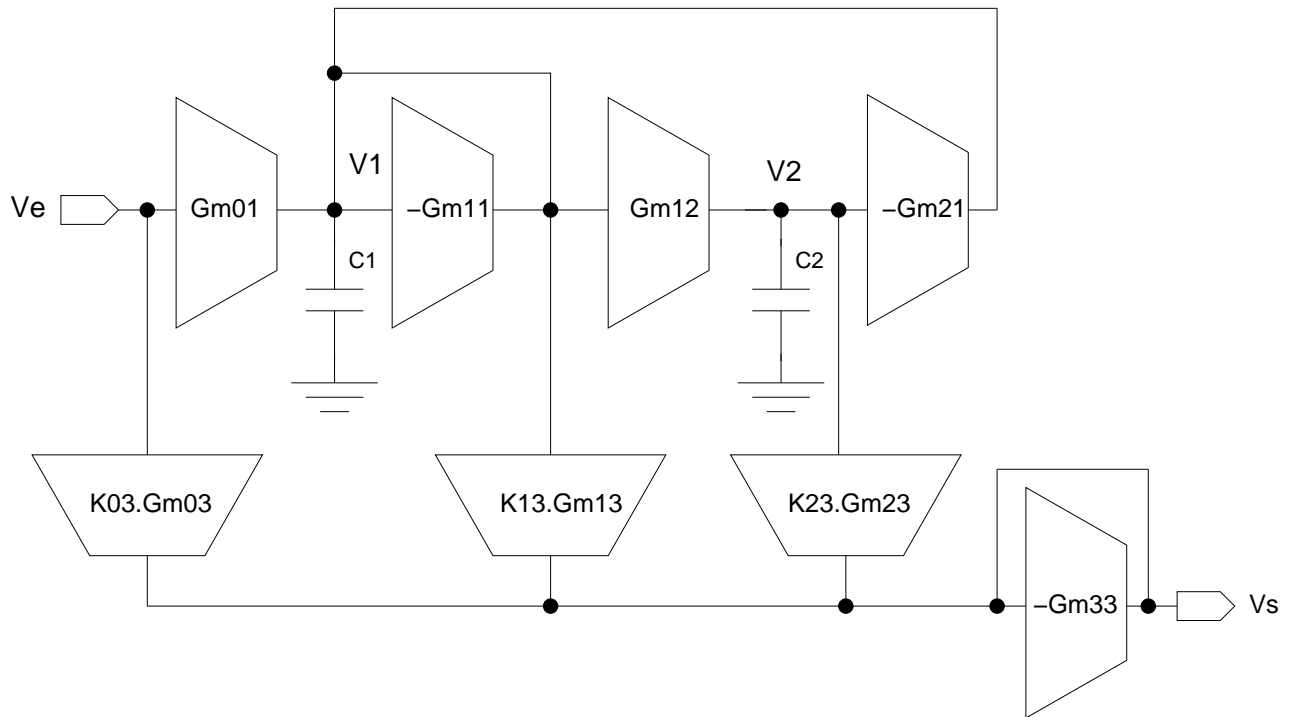 V1
V2
Ve
Gm01
–Gm11
Gm12
–Gm21
C1
C2
K03.Gm03
K13.Gm13
K23.Gm23
–Gm33
Vs